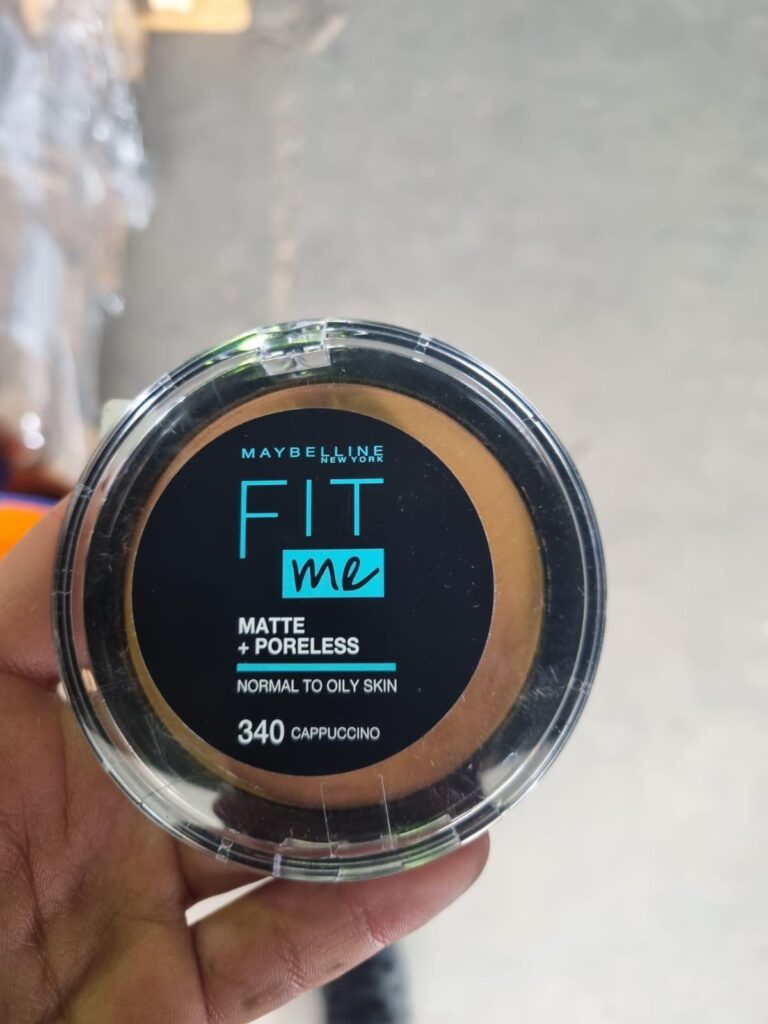 MAYBELLINE
NEW YORK
FIT
me
MATTE
+ PORELESS
NORMAL TO OILY SKIN
340 CAPPUCCINO